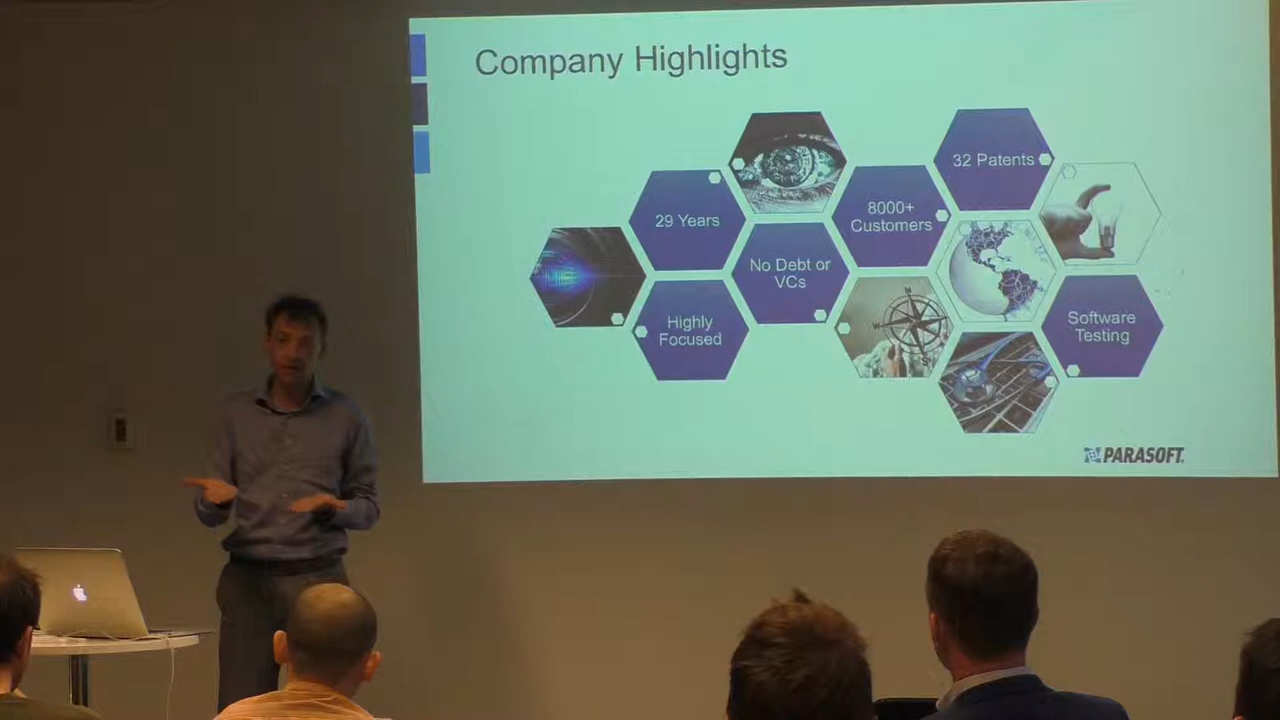 Company Highlights
32 Patents
29 Years
8000+
Customers
No Debt or
VCs
Highly
Focused
Software
Testing
PARASOFT